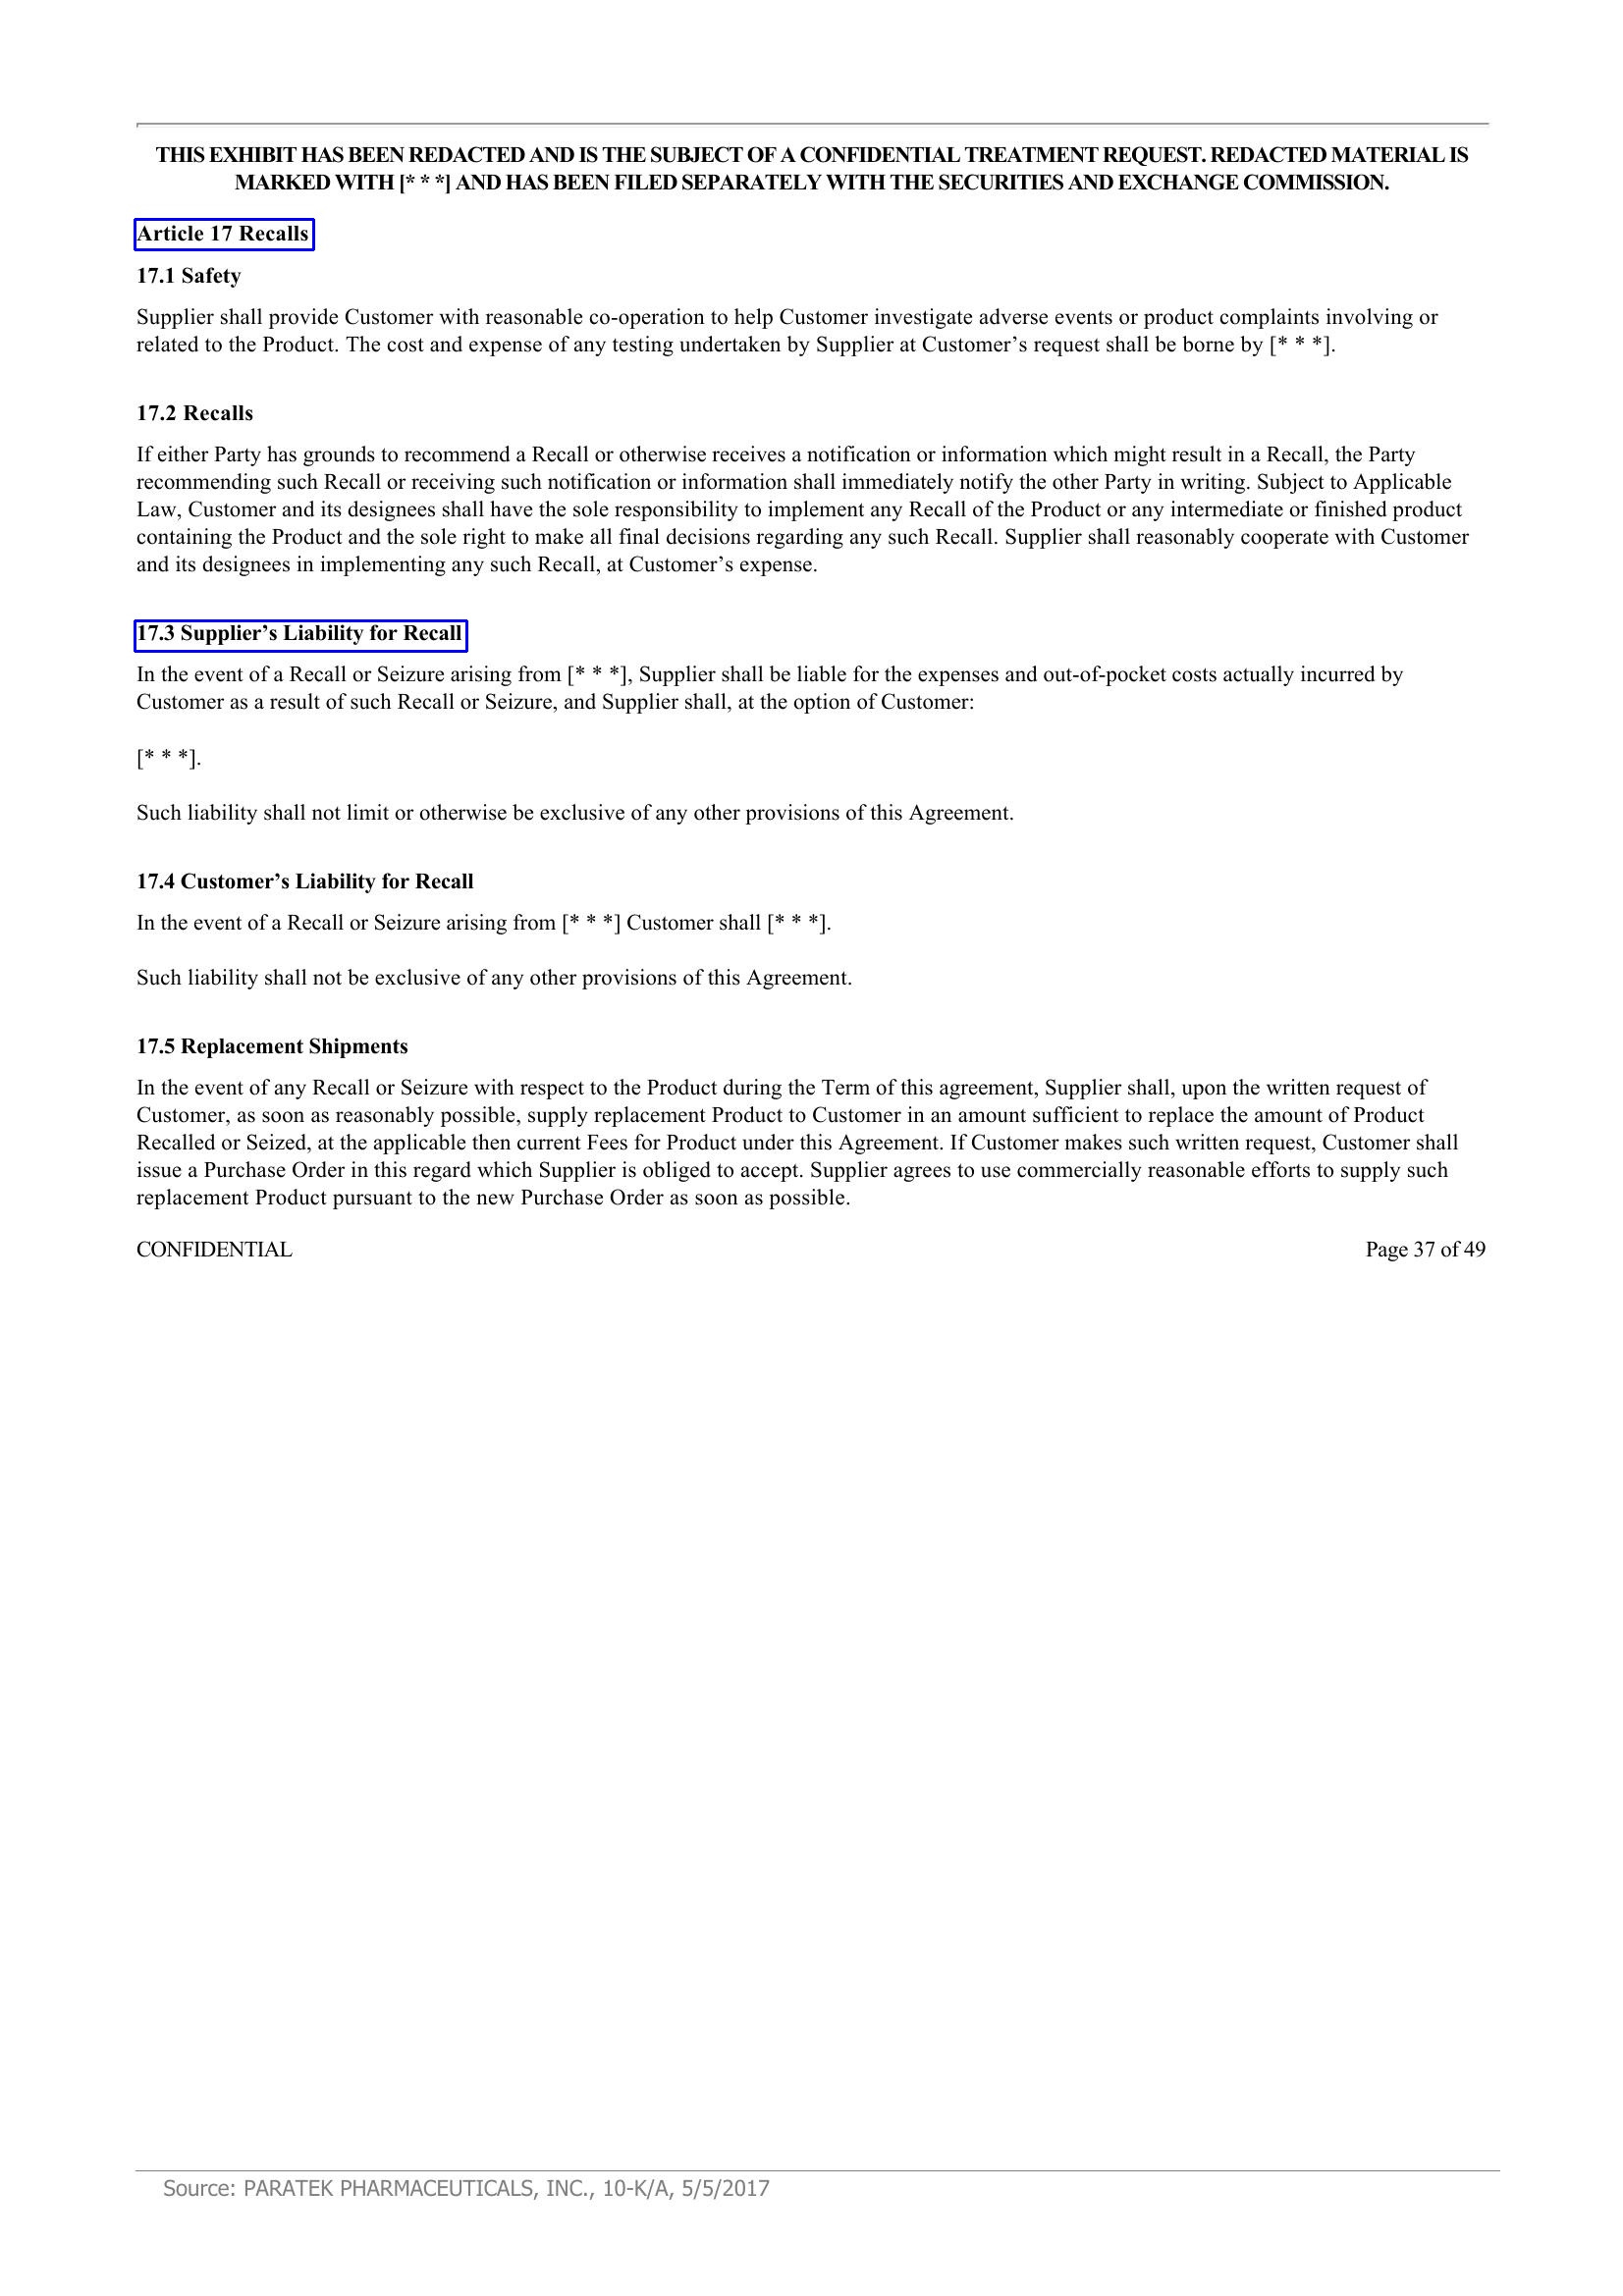 THIS EXHIBIT HAS BEEN REDACTED AND IS THE SUBJECT OF A CONFIDENTIAL TREATMENT REQUEST. REDACTED MATERIAL IS
MARKED WITH [* * *] AND HAS BEEN FILED SEPARATELY WITH THE SECURITIES AND EXCHANGE COMMISSION.
Article 17 Recalls
17.1 Safety
Supplier shall provide Customer with reasonable co-operation to help Customer investigate adverse events or product complaints involving or
related to the Product. The cost and expense of any testing undertaken by Supplier at Customer’s request shall be borne by [* * *].
17.2 Recalls
If either Party has grounds to recommend a Recall or otherwise receives a notification or information which might result in a Recall, the Party
recommending such Recall or receiving such notification or information shall immediately notify the other Party in writing. Subject to Applicable
Law, Customer and its designees shall have the sole responsibility to implement any Recall of the Product or any intermediate or finished product
containing the Product and the sole right to make all final decisions regarding any such Recall. Supplier shall reasonably cooperate with Customer
and its designees in implementing any such Recall, at Customer’s expense.
17.3 Supplier’s Liability for Recall
In the event of a Recall or Seizure arising from [* * *], Supplier shall be liable for the expenses and out-of-pocket costs actually incurred by
Customer as a result of such Recall or Seizure, and Supplier shall, at the option of Customer:
[* * *].
Such liability shall not limit or otherwise be exclusive of any other provisions of this Agreement.
17.4 Customer’s Liability for Recall
In the event of a Recall or Seizure arising from [* * *] Customer shall [* * *].
Such liability shall not be exclusive of any other provisions of this Agreement.
17.5 Replacement Shipments
In the event of any Recall or Seizure with respect to the Product during the Term of this agreement, Supplier shall, upon the written request of
Customer, as soon as reasonably possible, supply replacement Product to Customer in an amount sufficient to replace the amount of Product
Recalled or Seized, at the applicable then current Fees for Product under this Agreement. If Customer makes such written request, Customer shall
issue a Purchase Order in this regard which Supplier is obliged to accept. Supplier agrees to use commercially reasonable efforts to supply such
replacement Product pursuant to the new Purchase Order as soon as possible.
CONFIDENTIAL Page 37 of 49
Source: PARATEK PHARMACEUTICALS, INC., 10-K/A, 5/5/2017